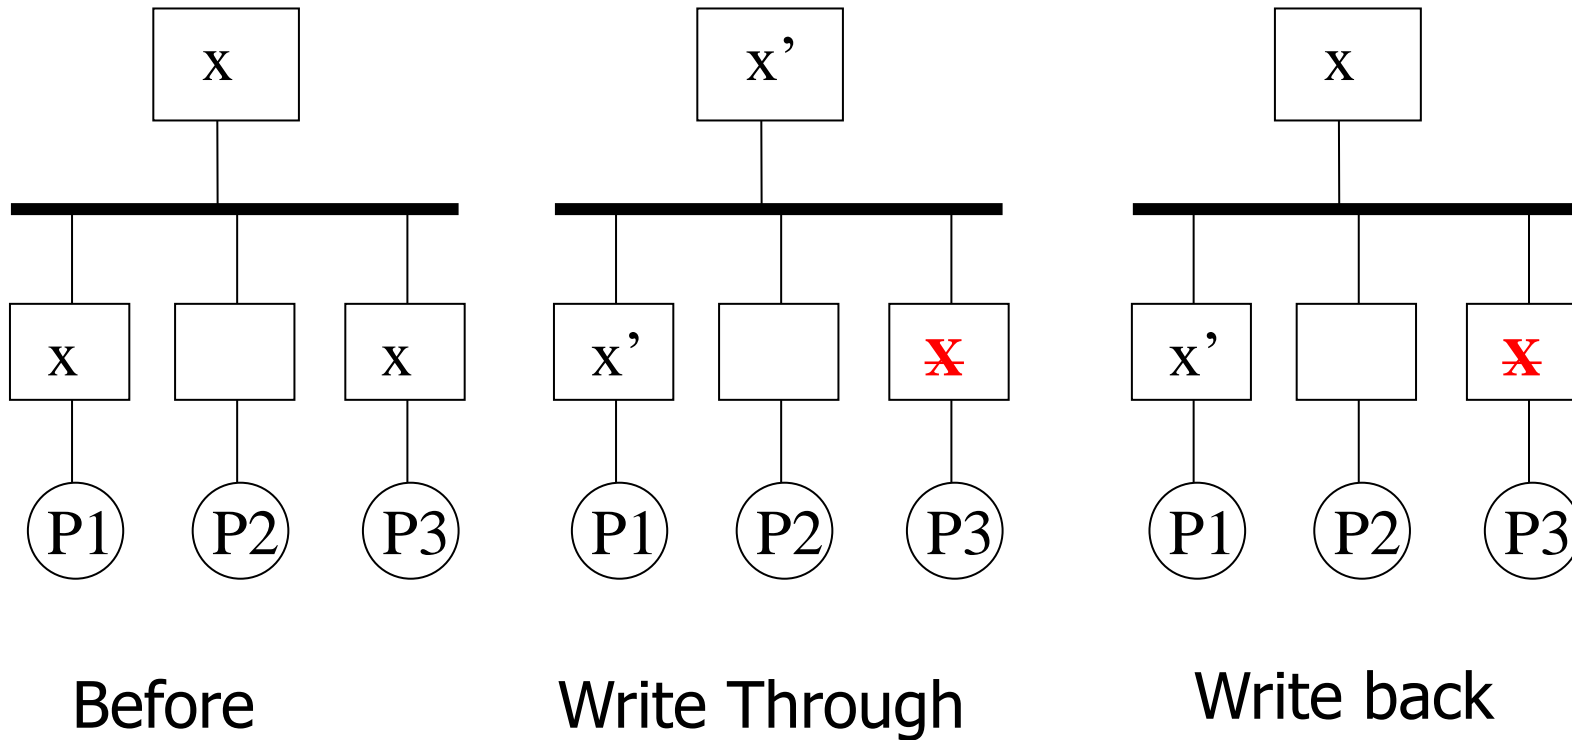 x x’ x
x x x’ x x’ x
P1 P2 P3 P1 P2 P3 P1 P2 P3
Before Write Through Write back